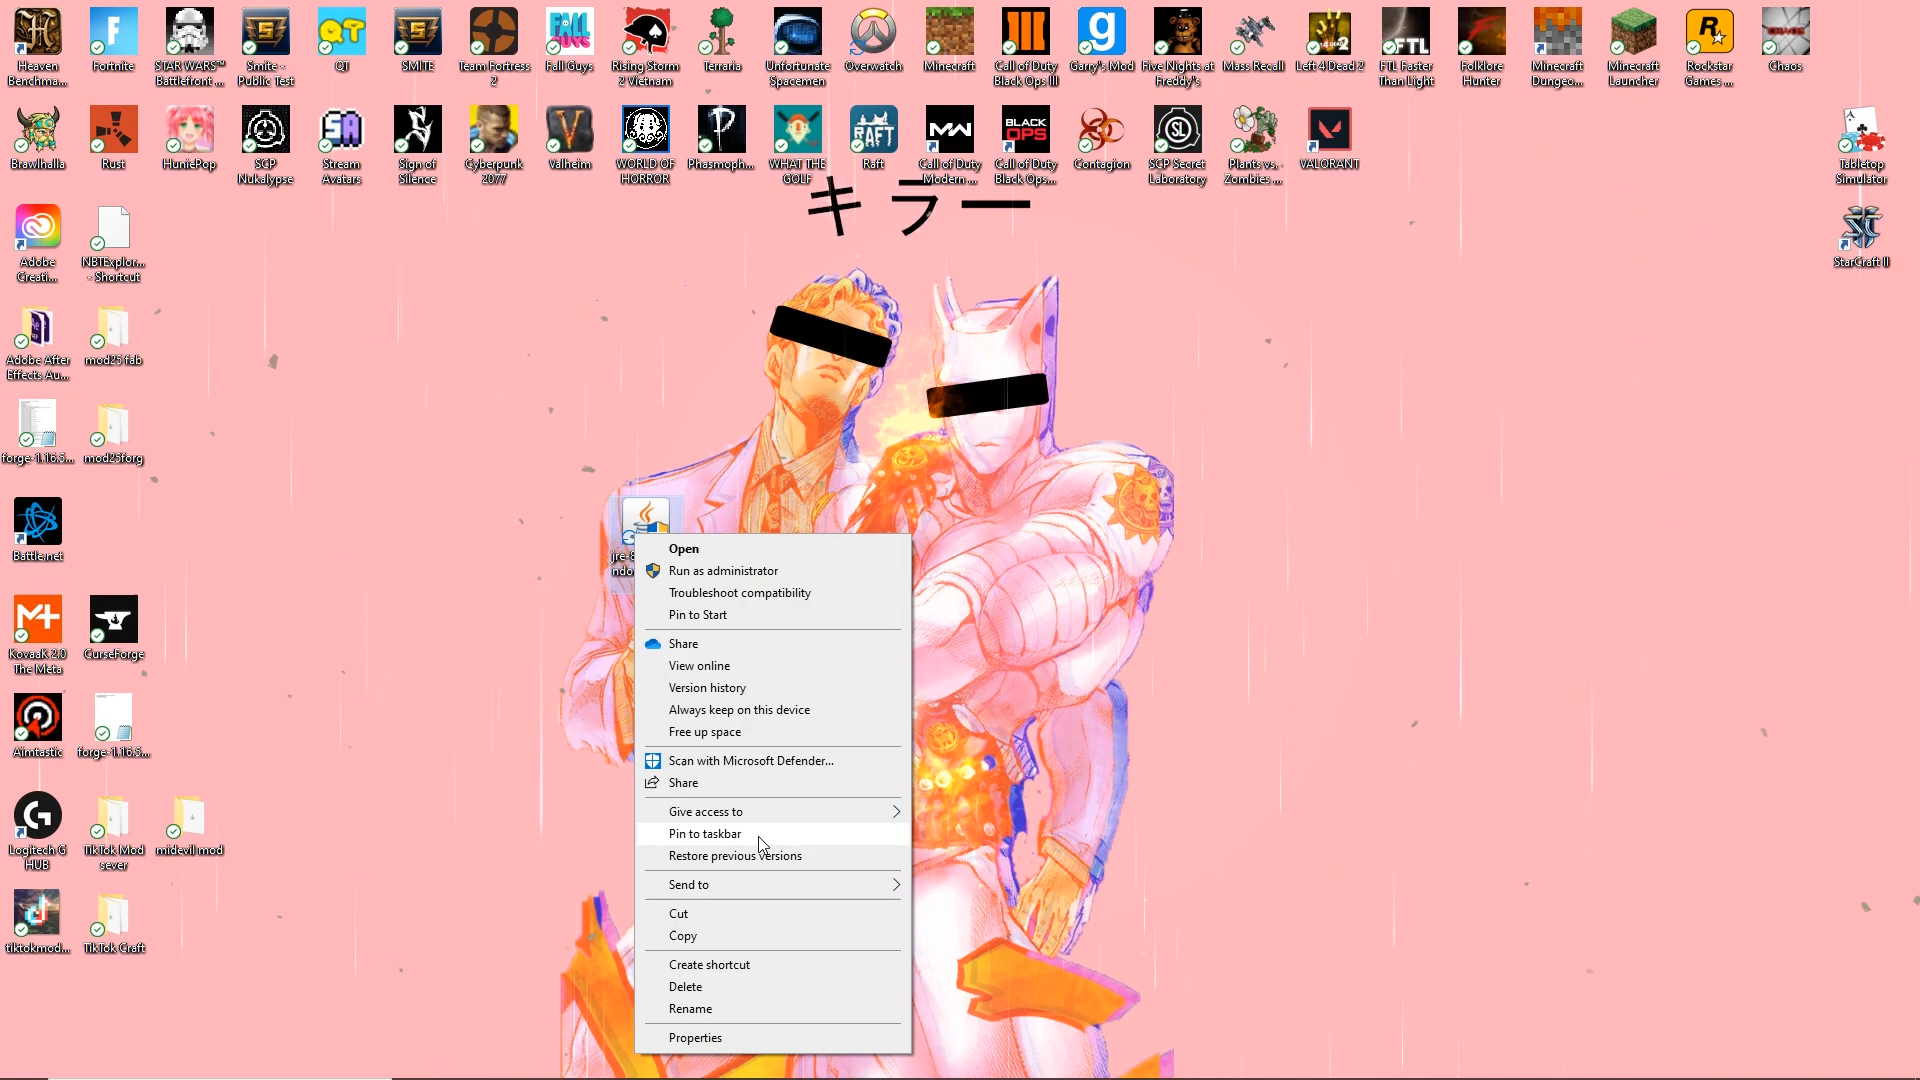 Heaven Benchma...
Fortnite
STAR WARS™ Battlefront ...
Smite - Public Test
QT
SMITE
Team Fortress 2
Fall Guys
Rising Storm 2 Vietnam
Terraria
Unfortunate Spacemen
Overwatch
Minecraft
Call of Duty Black Ops III
Garry's Mod
Five Nights at Freddy's
Mass Recall
Left 4 Dead 2
FTL Faster Than Light
Folklore Hunter
Minecraft Dungeo...
Minecraft Launcher
Rockstar Games ...
Chaos
Brawlhalla
Rust
HuniePop
SCP Nukalypse
Stream Avatars
Sign of Silence
Cyberpunk 2077
Valheim
WORLD OF HORROR
Phasmoph...
WHAT THE GOLF
Raft
Call of Duty Modern ...
Call of Duty Black Ops...
Contagion
SCP Secret Laboratory
Plants vs. Zombies ...
VALORANT
Tabletop Simulator
キラー
Adobe Creati...
NBTExplor... - Shortcut
StarCraft II
Adobe After Effects Au...
mod25 fab
forge-1.16.5...
mod25forg
Battle.net
KovaaK 2.0 The Meta
CurseForge
Aimtastic
forge-1.16.5...
Logitech G HUB
TikTok Mod sever
midevil mod
tiktokmod...
TikTok Craft
Open
Run as administrator
Troubleshoot compatibility
Pin to Start
Share
View online
Version history
Always keep on this device
Free up space
Scan with Microsoft Defender...
Share
Give access to
Pin to taskbar
Restore previous versions
Send to
Cut
Copy
Create shortcut
Delete
Rename
Properties